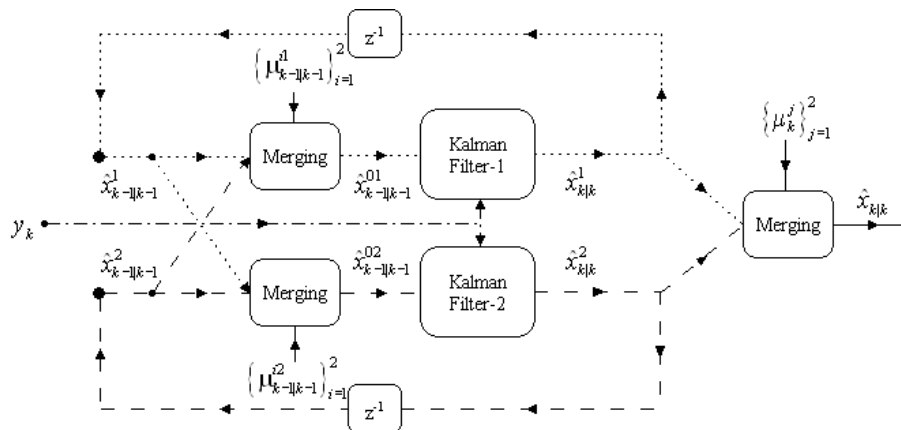 z⁻¹
{μ^{i1}_{k-1|k-1}}^2_{i=1}
{μ^j_k}^2_{j=1}
Merging
Kalman
Filter-1
x̂^1_{k-1|k-1}
x̂^{01}_{k-1|k-1}
x̂^1_{k|k}
y_k
Merging
x̂_{k|k}
x̂^2_{k-1|k-1}
x̂^{02}_{k-1|k-1}
x̂^2_{k|k}
Merging
Kalman
Filter-2
{μ^{i2}_{k-1|k-1}}^2_{i=1}
z⁻¹